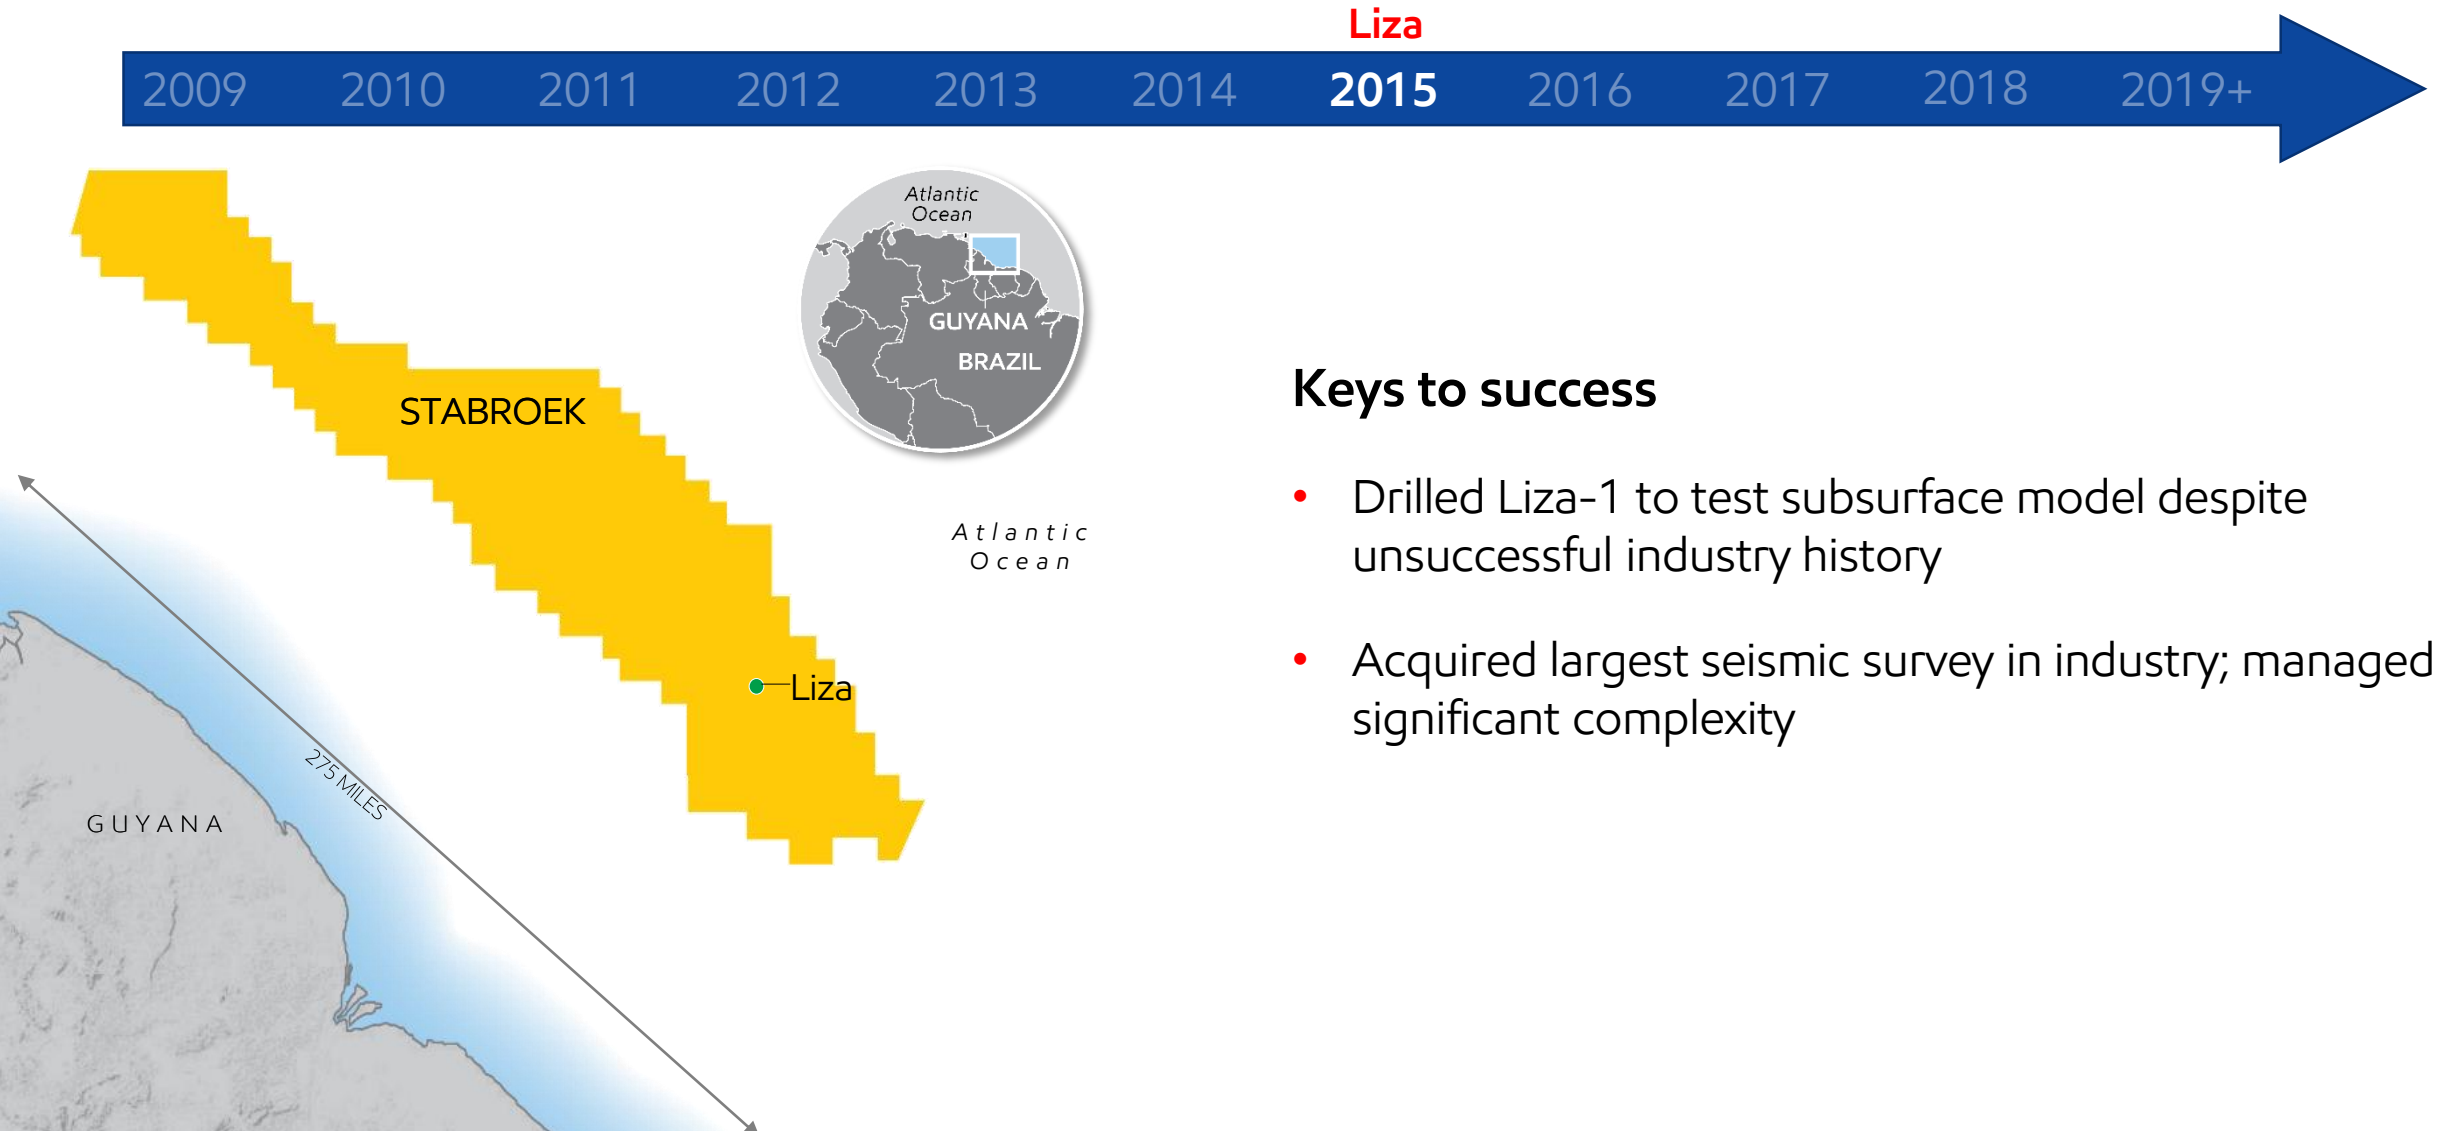 Liza
2009 2010 2011 2012 2013 2014 2015 2016 2017 2018 2019+
Atlantic
Ocean
GUYANA
BRAZIL
STABROEK
Atlantic
Ocean
Liza
275 MILES
GUYANA
Keys to success
• Drilled Liza-1 to test subsurface model despite
unsuccessful industry history
• Acquired largest seismic survey in industry; managed
significant complexity